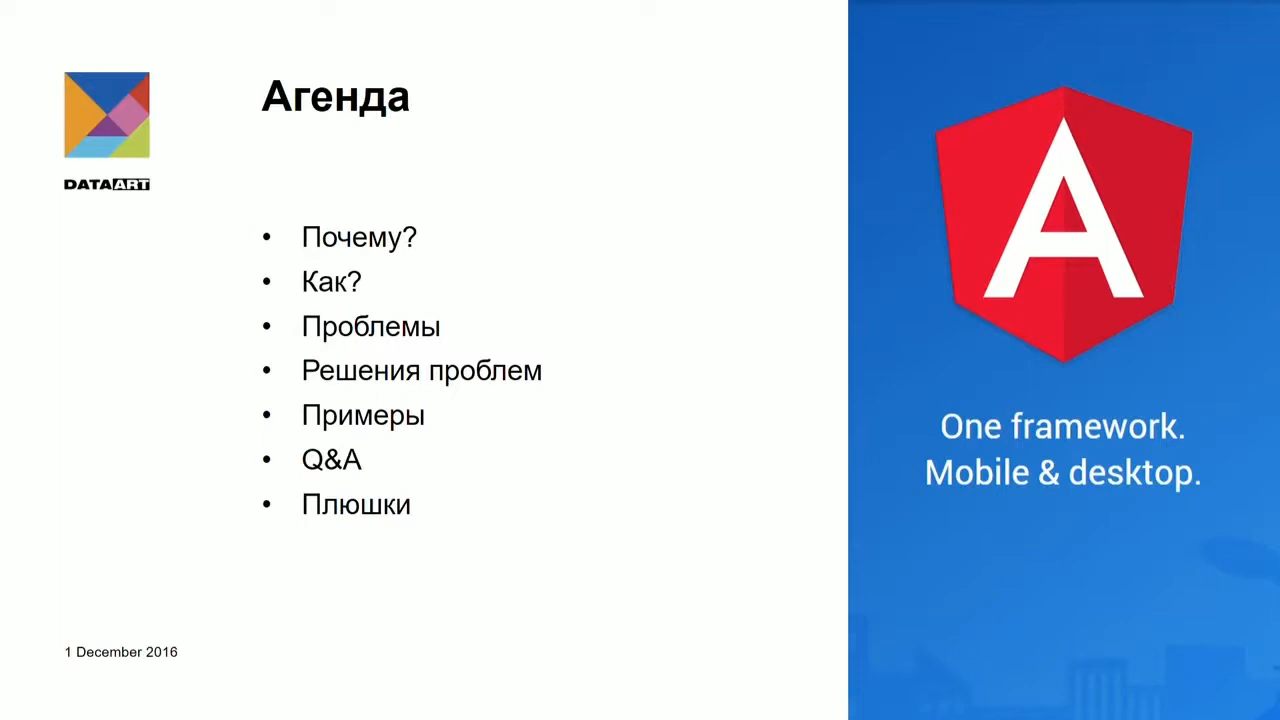 Агенда
DATAART
• Почему?
• Как?
• Проблемы
• Решения проблем
• Примеры
• Q&A
• Плюшки
1 December 2016
A
One framework.
Mobile & desktop.